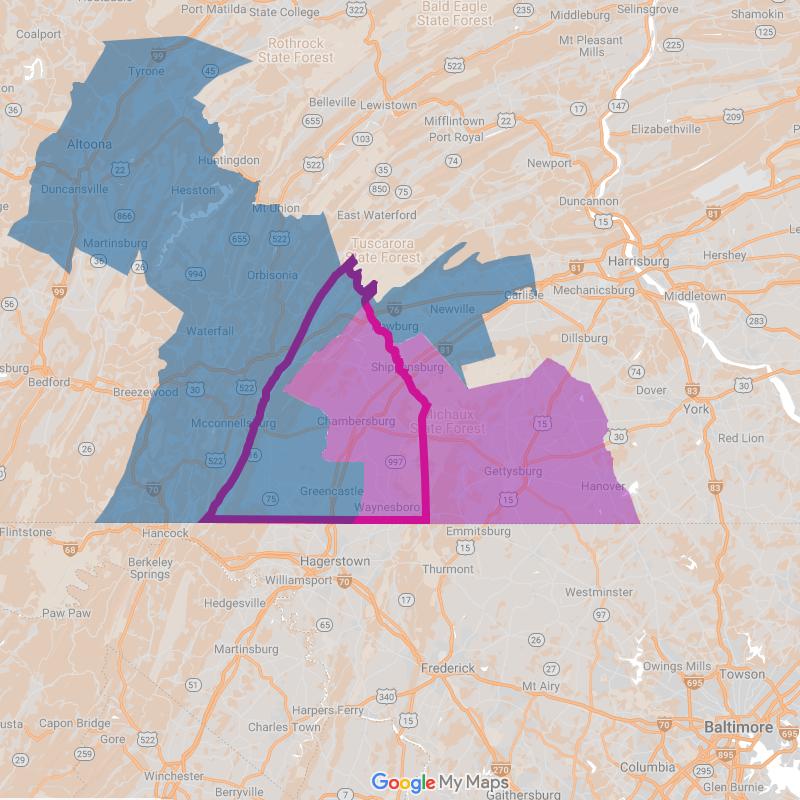 Port Matilda
State College
322
Bald Eagle
State Forest
Middleburg
Selinsgrove
Shamokin
125
Coalport
Rothrock
State Forest
Mt Pleasant
Mills
225
Tyrone
45
522
36
Belleville
Lewistown
17
147
209
655
Mifflintown
22
Elizabethville
Port Royal
Altoona
103
Huntingdon
522
74
Newport
22
35
Duncansville
Hesston
850
75
Duncannon
866
Mt Union
East Waterford
15
81
Martinsburg
655
522
Tuscarora
State Forest
36
26
Harrisburg
Hershey
994
Orbisonia
81
99
Carlisle
Mechanicsburg
Middletown
56
76
Newville
283
Waterfall
Dillsburg
81
Bedford
Shippensburg
74
30
Breezewood
30
522
Dover
83
York
Mcconnellsburg
Chambersburg
Michaux
State Forest
15
30
Red Lion
26
522
16
997
Gettysburg
70
Greencastle
Hanover
83
75
15
Waynesboro
Flintstone
Hancock
Emmitsburg
68
15
Berkeley
Springs
Hagerstown
Thurmont
Williamsport
70
Westminster
Paw Paw
Hedgesville
17
97
65
Martinsburg
26
Frederick
27
Owings Mills
51
Mt Airy
695
Towson
340
Harpers Ferry
Capon Bridge
15
70
Baltimore
Gore
522
Charles Town
695
259
895
29
Winchester
270
Columbia
295
Google My Maps
Berryville
7
Gaithersburg
Glen Burnie